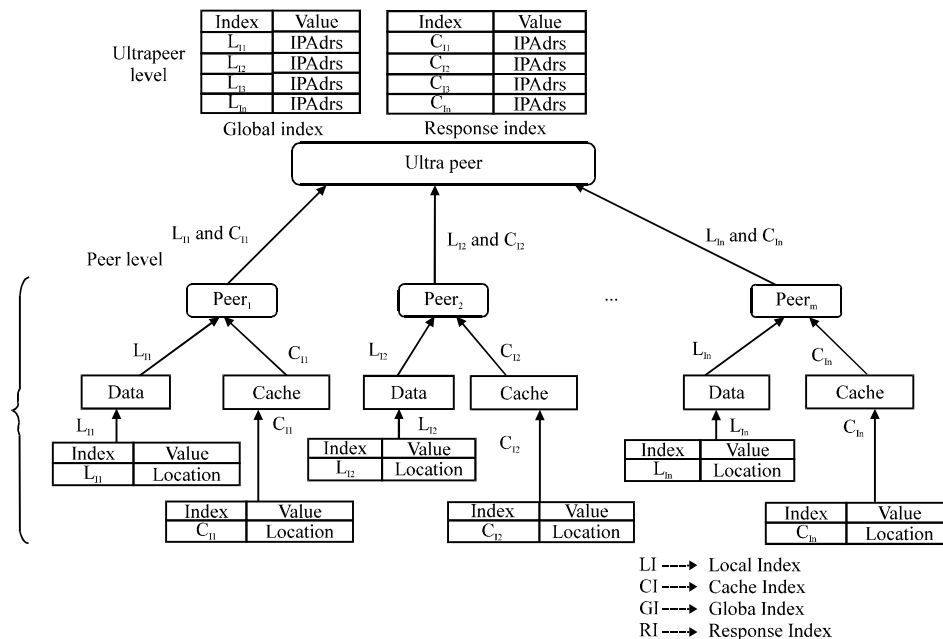 Ultrapeer level
Index Value
L_I1 IPAdrs
L_I2 IPAdrs
L_I3 IPAdrs
L_In IPAdrs
Global index
Index Value
C_I1 IPAdrs
C_I2 IPAdrs
C_I3 IPAdrs
C_In IPAdrs
Response index
Ultra peer
L_I1 and C_I1
L_I2 and C_I2
L_In and C_In
Peer level
Peer_1
Peer_2
...
Peer_m
L_I1
C_I1
L_I2
C_I2
L_In
C_In
Data
Cache
Data
Cache
Data
Cache
L_I1
C_I1
L_I2
C_I2
L_In
C_In
Index Value
L_I1 Location
Index Value
L_I2 Location
Index Value
L_In Location
Index Value
C_I1 Location
Index Value
C_I2 Location
Index Value
C_In Location
LI Local Index
CI Cache Index
GI Globa Index
RI Response Index